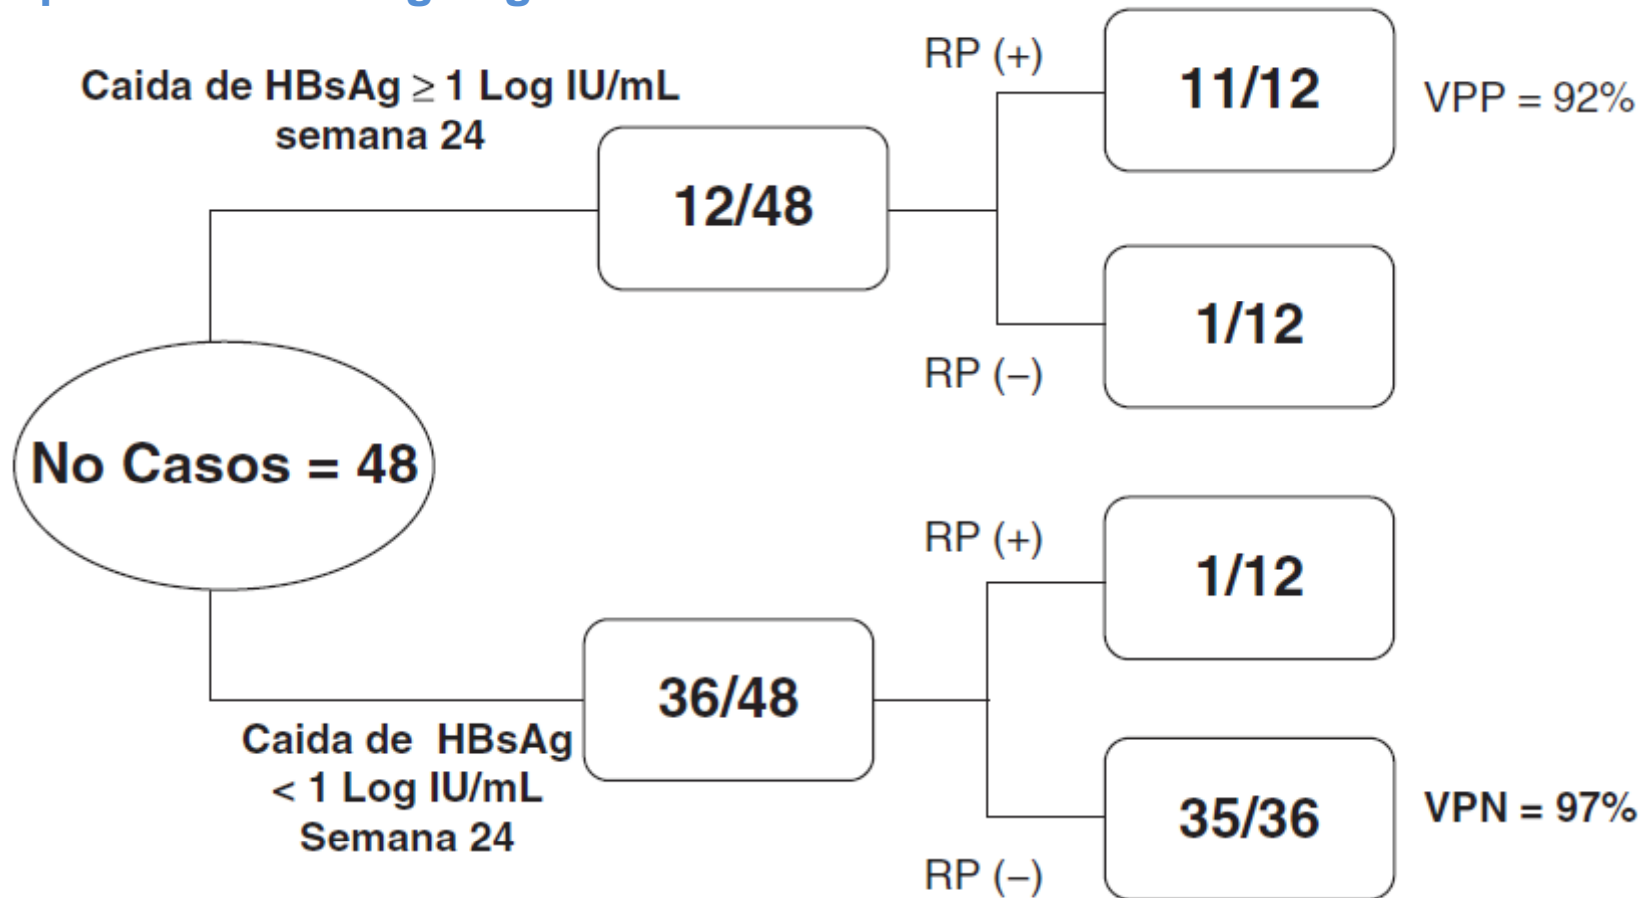 Caida de HBsAg ≥ 1 Log IU/mL
semana 24
12/48
RP (+)
11/12
VPP = 92%
1/12
RP (–)
No Casos = 48
RP (+)
1/12
36/48
Caida de HBsAg
< 1 Log IU/mL
Semana 24
35/36
VPN = 97%
RP (–)